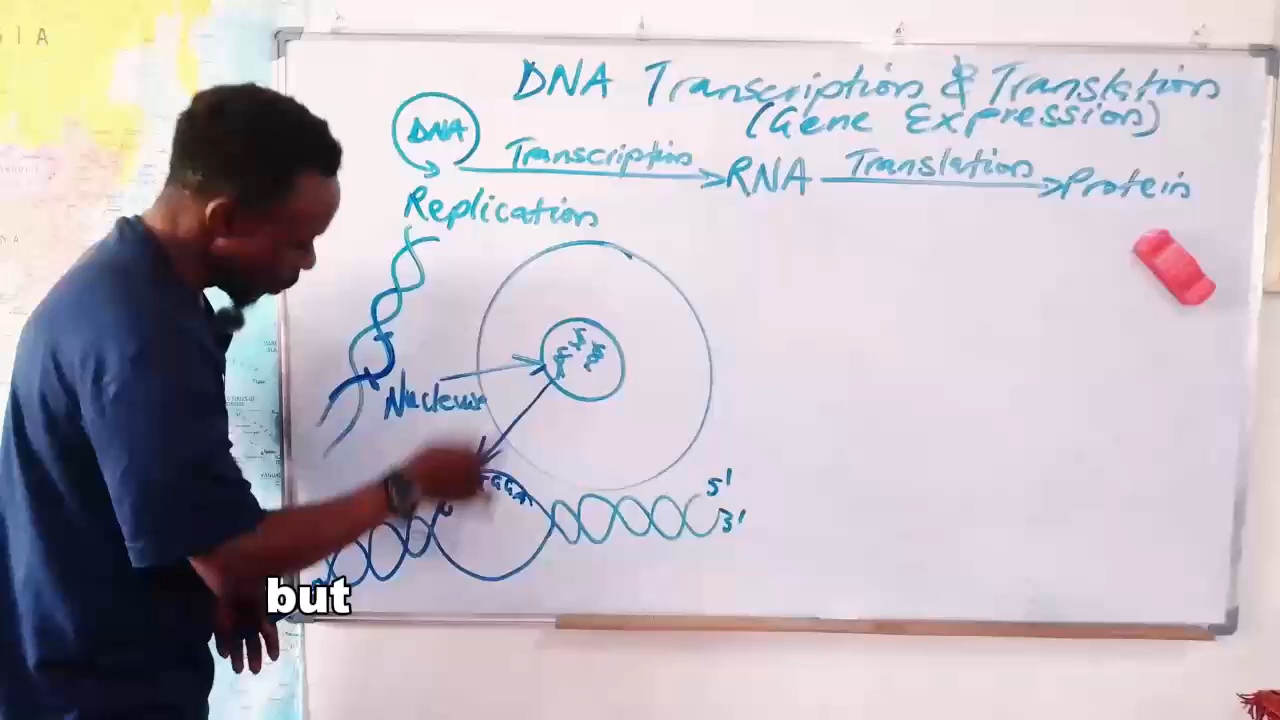 DNA Transcription & Translation
(Gene Expression)
DNA
Transcription
RNA
Translation
Protein
Replication
Nucleus
5'
3'
but